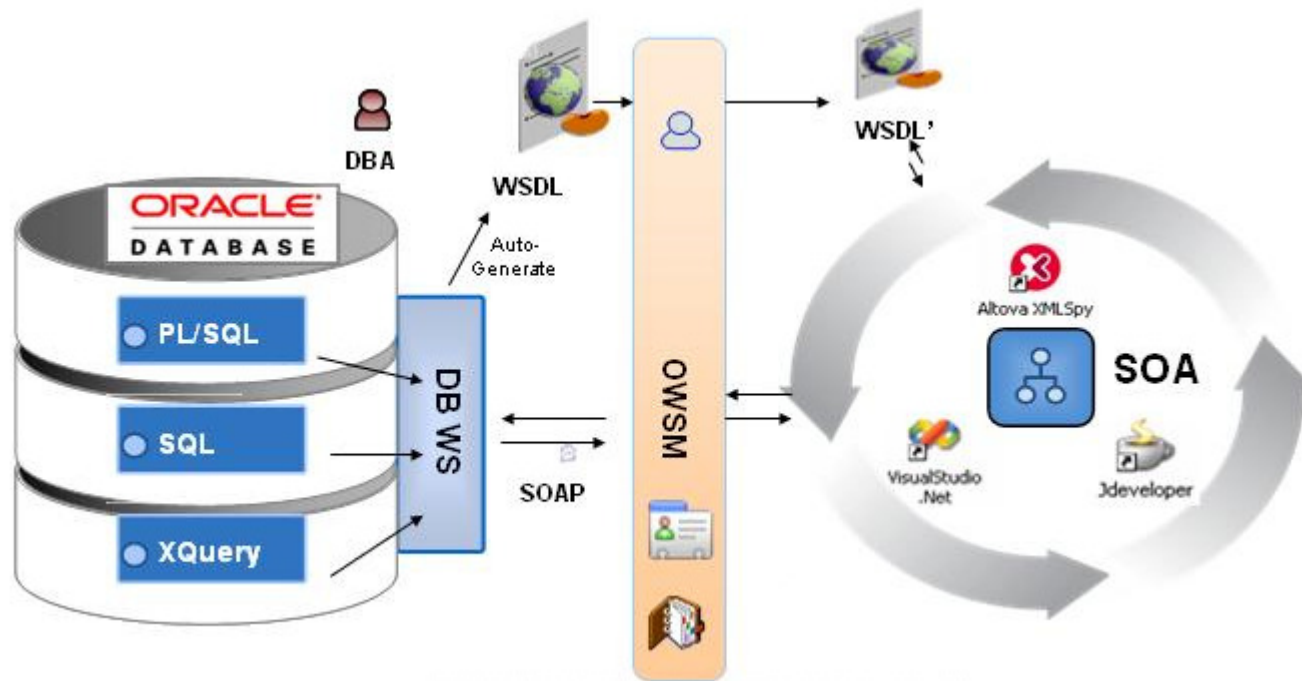 DBA
WSDL
WSDL’
ORACLE
DATABASE
Auto-
Generate
PL/SQL
SQL
XQuery
DB WS
SOAP
OWSM
Altova XMLSpy
SOA
VisualStudio
.Net
Jdeveloper